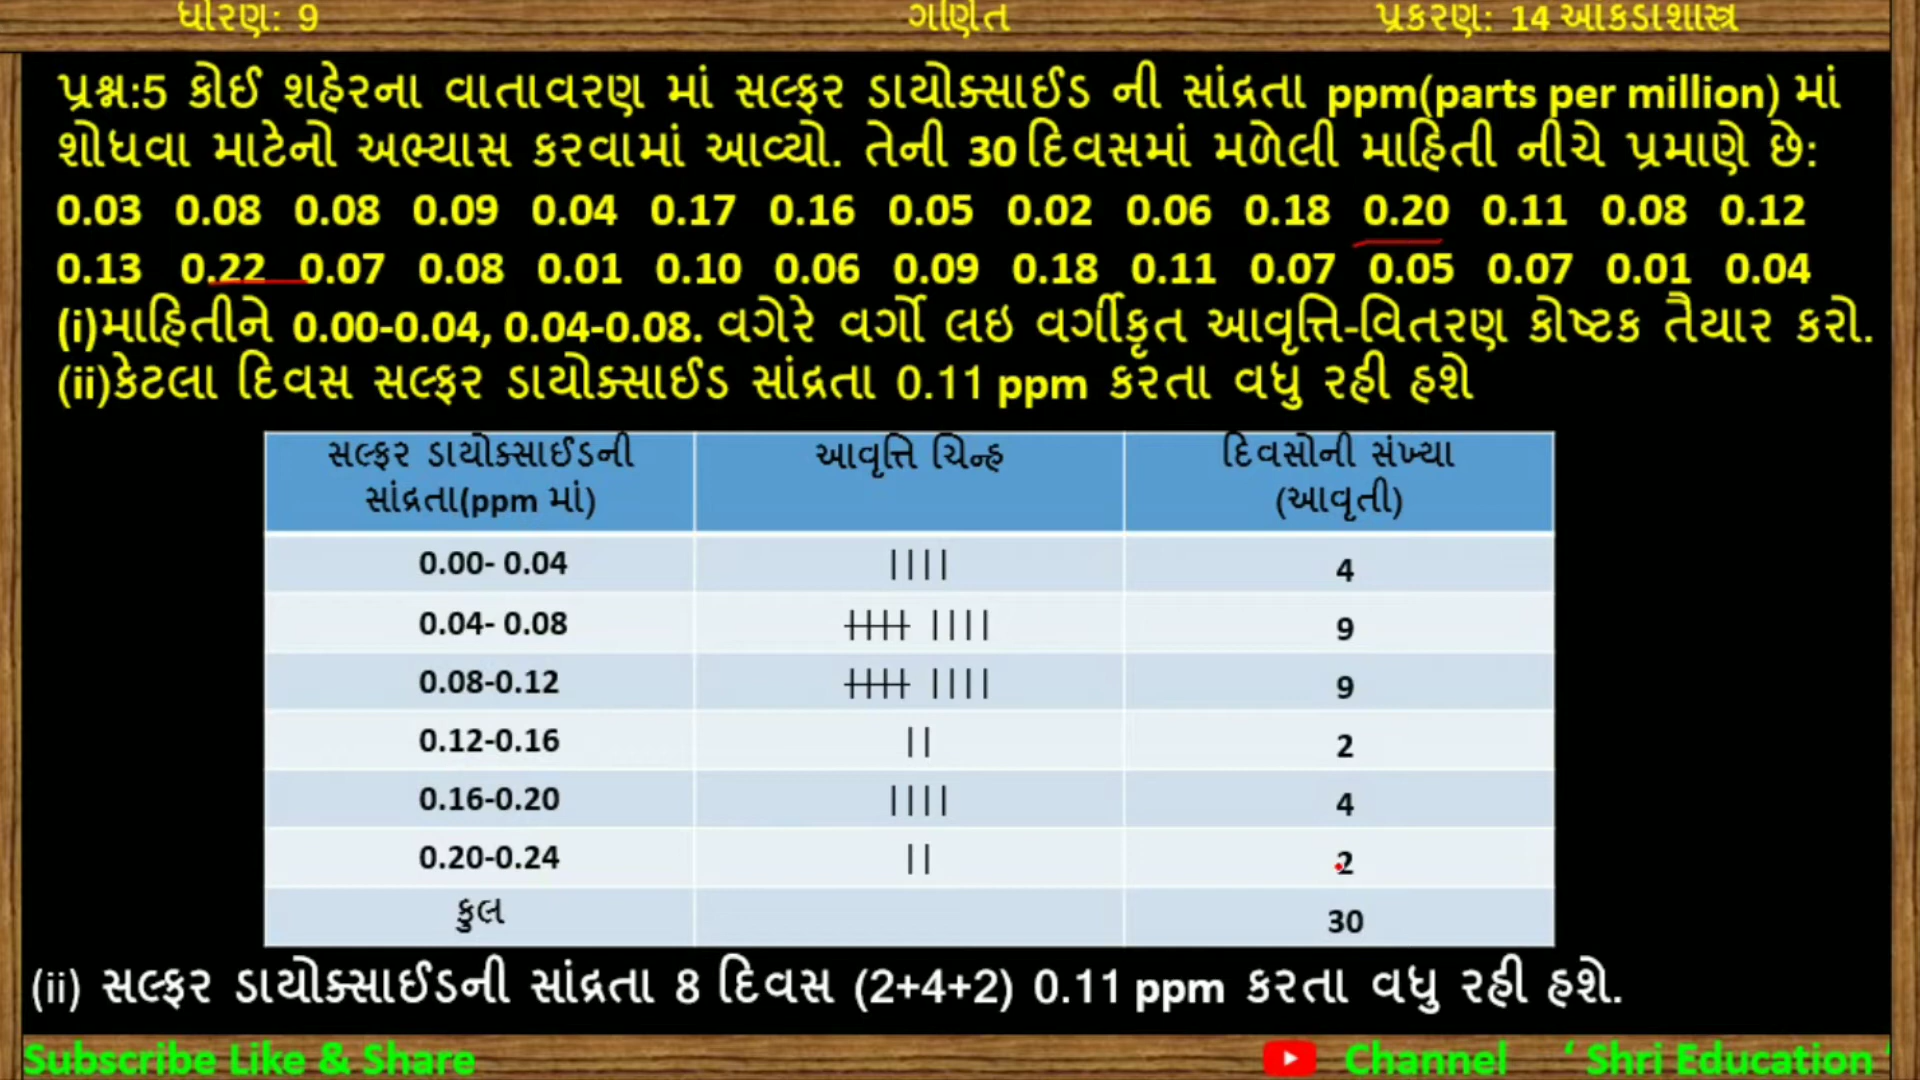 ધોરણ: 9 ગણિત પ્રકરણ: 14 આંકડાશાસ્ત્ર
પ્રશ્ન:5 કોઈ શહેરના વાતાવરણ માં સલ્ફર ડાયોક્સાઈડ ની સાંદ્રતા ppm(parts per million) માં
શોધવા માટેનો અભ્યાસ કરવામાં આવ્યો. તેની 30 દિવસમાં મળેલી માહિતી નીચે પ્રમાણે છે:
0.03 0.08 0.08 0.09 0.04 0.17 0.16 0.05 0.02 0.06 0.18 0.20 0.11 0.08 0.12
0.13 0.22 0.07 0.08 0.01 0.10 0.06 0.09 0.18 0.11 0.07 0.05 0.07 0.01 0.04
(i)માહિતીને 0.00-0.04, 0.04-0.08. વગેરે વર્ગો લઇ વર્ગીકૃત આવૃત્તિ-વિતરણ કોષ્ટક તૈયાર કરો.
(ii)કેટલા દિવસ સલ્ફર ડાયોક્સાઈડ સાંદ્રતા 0.11 ppm કરતા વધુ રહી હશે
સલ્ફર ડાયોક્સાઈડની સાંદ્રતા(ppm માં) આવૃત્તિ ચિન્હ દિવસોની સંખ્યા (આવૃતી)
0.00- 0.04 |||| 4
0.04- 0.08 ~~||||~~ |||| 9
0.08-0.12 ~~||||~~ |||| 9
0.12-0.16 || 2
0.16-0.20 |||| 4
0.20-0.24 || 2
કુલ 30
(ii) સલ્ફર ડાયોક્સાઈડની સાંદ્રતા 8 દિવસ (2+4+2) 0.11 ppm કરતા વધુ રહી હશે.
Subscribe Like & Share Channel ‘ Shri Education ’